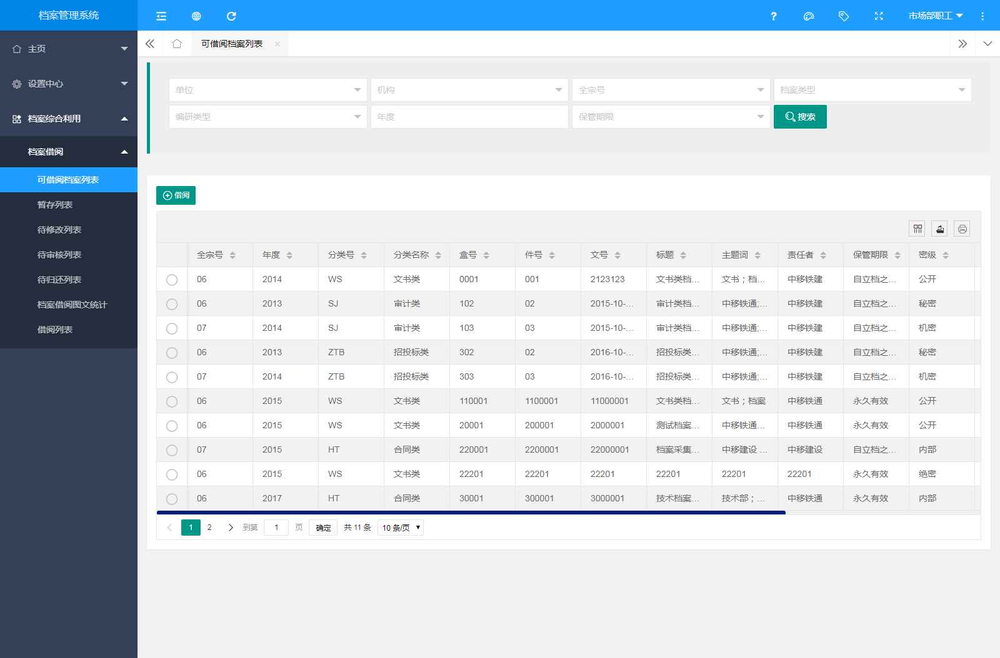 档案管理系统
? 市场部职工
主页
设置中心
档案综合利用
档案借阅
可借阅档案列表
暂存列表
待修改列表
待审核列表
待归还列表
档案借阅图文统计
借阅列表
可借阅档案列表 ×
单位 机构 全宗号 档案类型
编研类型 年度 保管期限 搜索
借阅
全宗号 年度 分类号 分类名称 盒号 件号 文号 标题 主题词 责任者 保管期限 密级
06 2014 WS 文书类 0001 001 2123123 文书类档... 文书；档... 中移铁建 自立档之... 公开
06 2013 SJ 审计类 102 02 2015-10-... 审计类档... 中移铁通;... 中移铁建 自立档之... 秘密
07 2014 SJ 审计类 103 03 2015-10-... 审计类档... 中移铁通;... 中移铁建 自立档之... 机密
06 2013 ZTB 招投标类 302 02 2016-10-... 招投标类... 中移铁通;... 中移铁建 自立档之... 秘密
07 2014 ZTB 招投标类 303 03 2016-10-... 招投标类... 中移铁通;... 中移铁建 自立档之... 机密
06 2015 WS 文书类 110001 1100001 11000001 文书类档... 文书；档案 中移铁通 永久有效 公开
06 2015 WS 文书类 20001 200001 2000001 测试档案... 中移铁通... 中移铁通 永久有效 公开
07 2015 HT 合同类 220001 2200001 22000001 档案采集... 中移建设 ... 中移建设 自立档之... 内部
06 2015 WS 文书类 22201 22201 22201 22201 22201 22201 永久有效 绝密
06 2017 HT 合同类 30001 300001 3000001 技术档案... 技术部；... 中移铁通 永久有效 内部
1 2 到第 1 页 确定 共 11 条 10 条/页